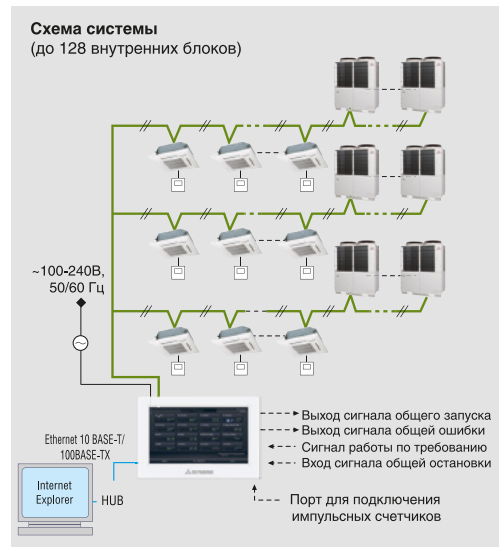 Схема системы
(до 128 внутренних блоков)
~100-240В,
50/60 Гц
Ethernet 10 BASE-T/
100BASE-TX
Internet
Explorer
HUB
Выход сигнала общего запуска
Выход сигнала общей ошибки
Сигнал работы по требованию
Вход сигнала общей остановки
Порт для подключения
импульсных счетчиков